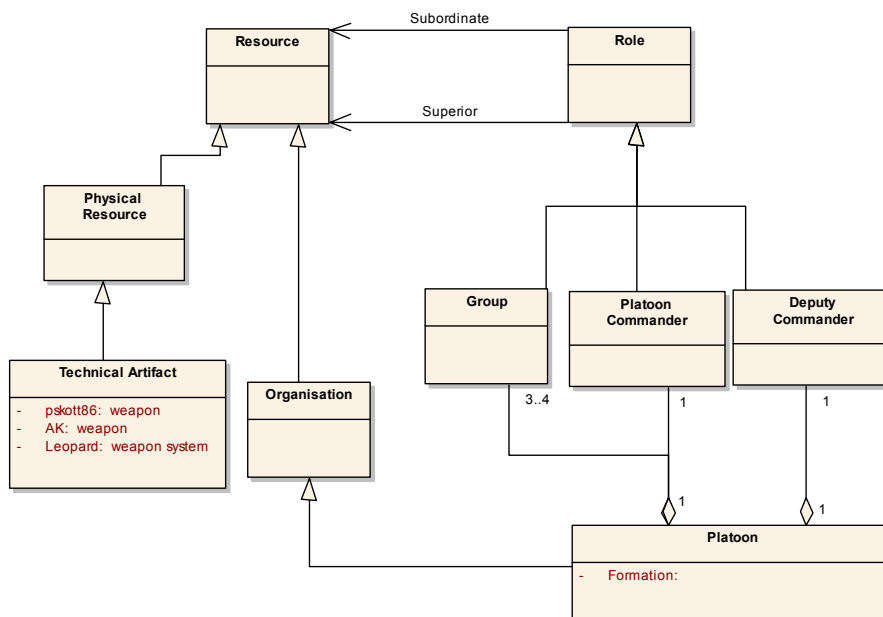 Subordinate
Resource
Role
Superior
Physical
Resource
Group
Platoon
Commander
Deputy
Commander
Technical Artifact
- pskott86: weapon
- AK: weapon
- Leopard: weapon system
Organisation
3..4
1
1
1
1
Platoon
- Formation: